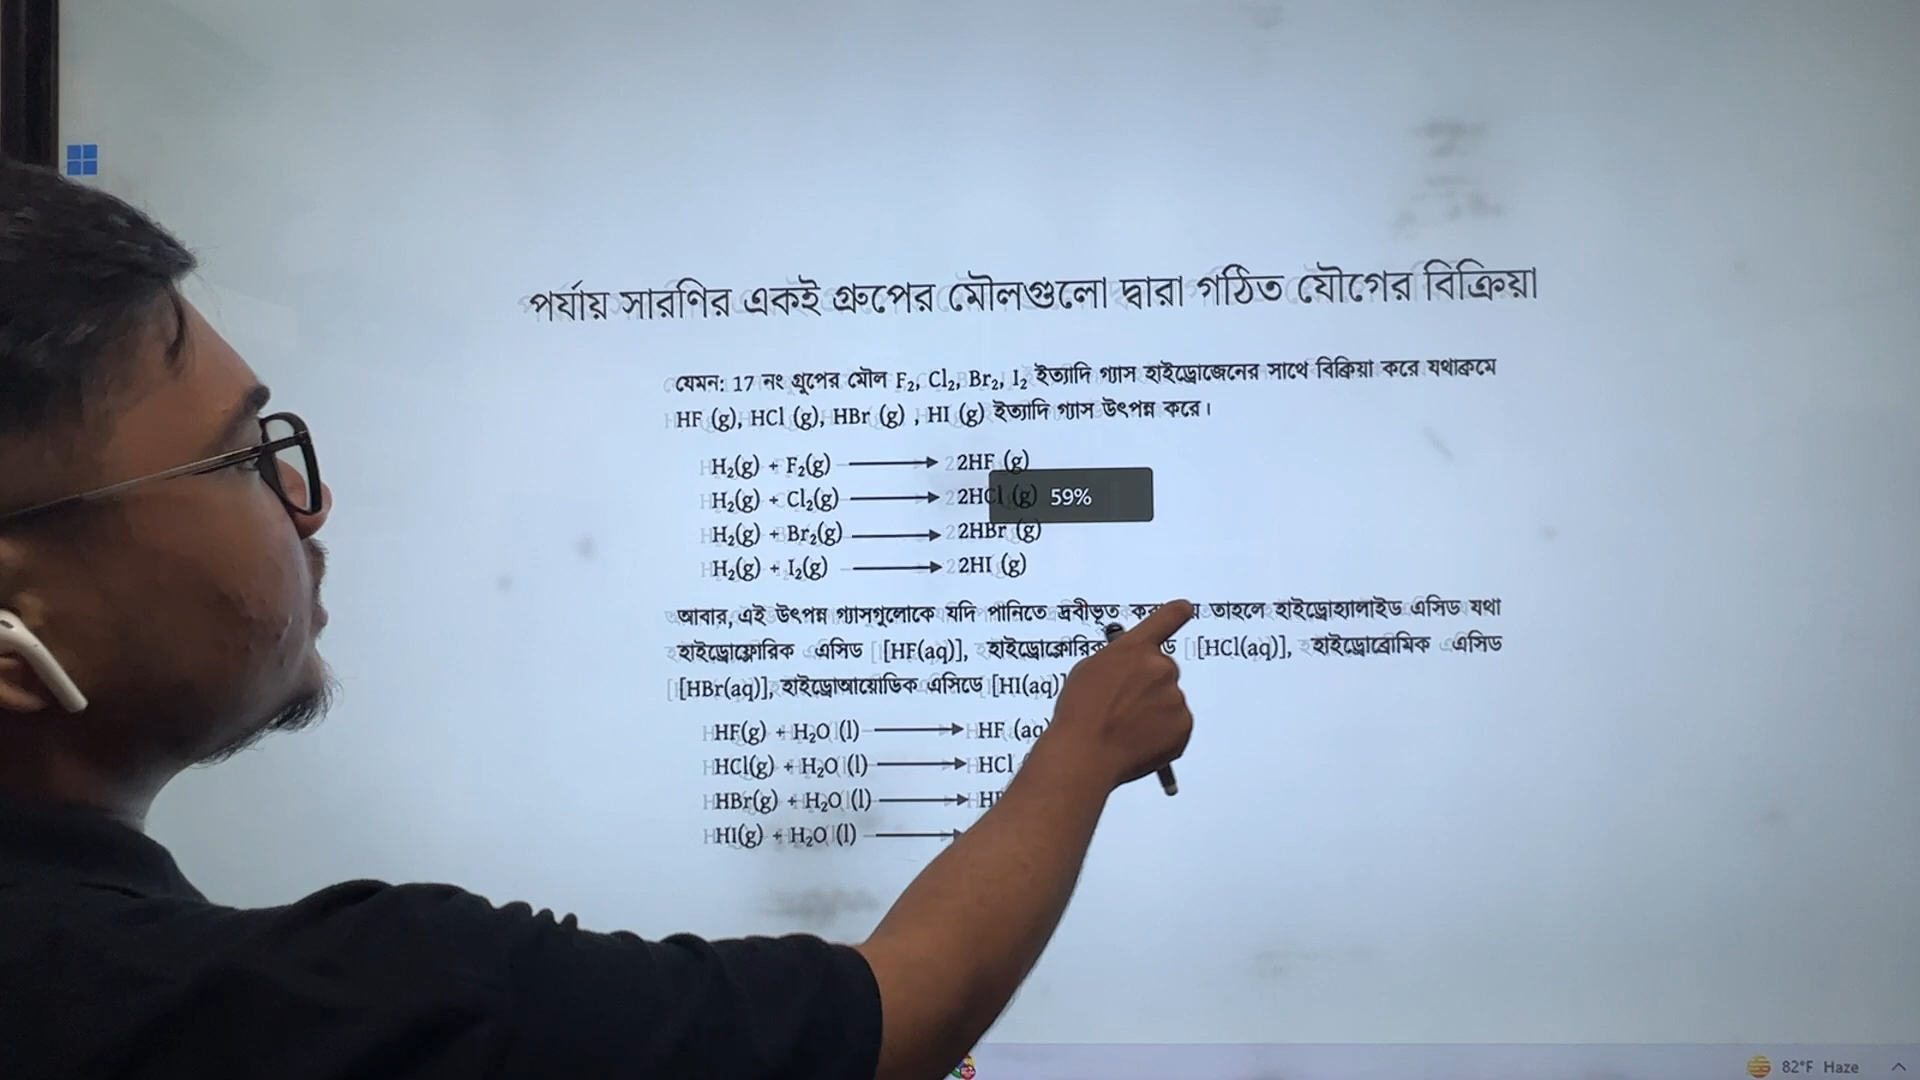 পর্যায় সারণির একই গ্রুপের মৌলগুলো দ্বারা গঠিত যৌগের বিক্রিয়া
যেমন: 17 নং গ্রুপের মৌল F₂, Cl₂, Br₂, I₂ ইত্যাদি গ্যাস হাইড্রোজেনের সাথে বিক্রিয়া করে যথাক্রমে
HF (g), HCl (g), HBr (g) , HI (g) ইত্যাদি গ্যাস উৎপন্ন করে।
H₂(g) + F₂(g) ⟶ 2HF (g)
H₂(g) + Cl₂(g) ⟶ 2HCl (g)
59%
H₂(g) + Br₂(g) ⟶ 2HBr (g)
H₂(g) + I₂(g) ⟶ 2HI (g)
আবার, এই উৎপন্ন গ্যাসগুলোকে যদি পানিতে দ্রবীভূত তাহলে হাইড্রোহ্যালাইড এসিড যথা
হাইড্রোফ্লোরিক এসিড [HF(aq)], হাইড্রোক্লোরিক [HCl(aq)], হাইড্রোব্রোমিক এসিড
[HBr(aq)], হাইড্রোআয়োডিক এসিডে [HI(aq)]
HF(g) + H₂O (l) ⟶ HF (aq)
HCl(g) + H₂O (l) ⟶ HCl
HBr(g) + H₂O (l) ⟶
HI(g) + H₂O (l) ⟶
82°F Haze